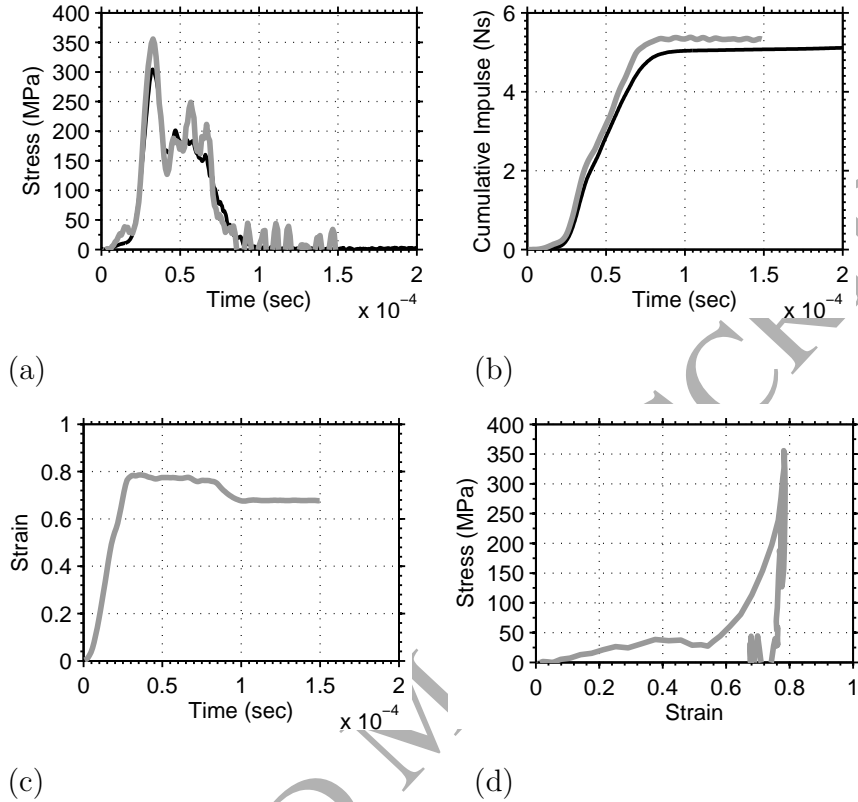 400
350
300
250
200
150
100
50
0
Stress (MPa)
0 0.5 1 1.5 2
Time (sec)
x 10⁻⁴
(a)
6
4
2
0
Cumulative Impulse (Ns)
0 0.5 1 1.5 2
Time (sec)
x 10⁻⁴
(b)
1
0.8
0.6
0.4
0.2
0
Strain
0 0.5 1 1.5 2
Time (sec)
x 10⁻⁴
(c)
400
350
300
250
200
150
100
50
0
Stress (MPa)
0 0.2 0.4 0.6 0.8 1
Strain
(d)